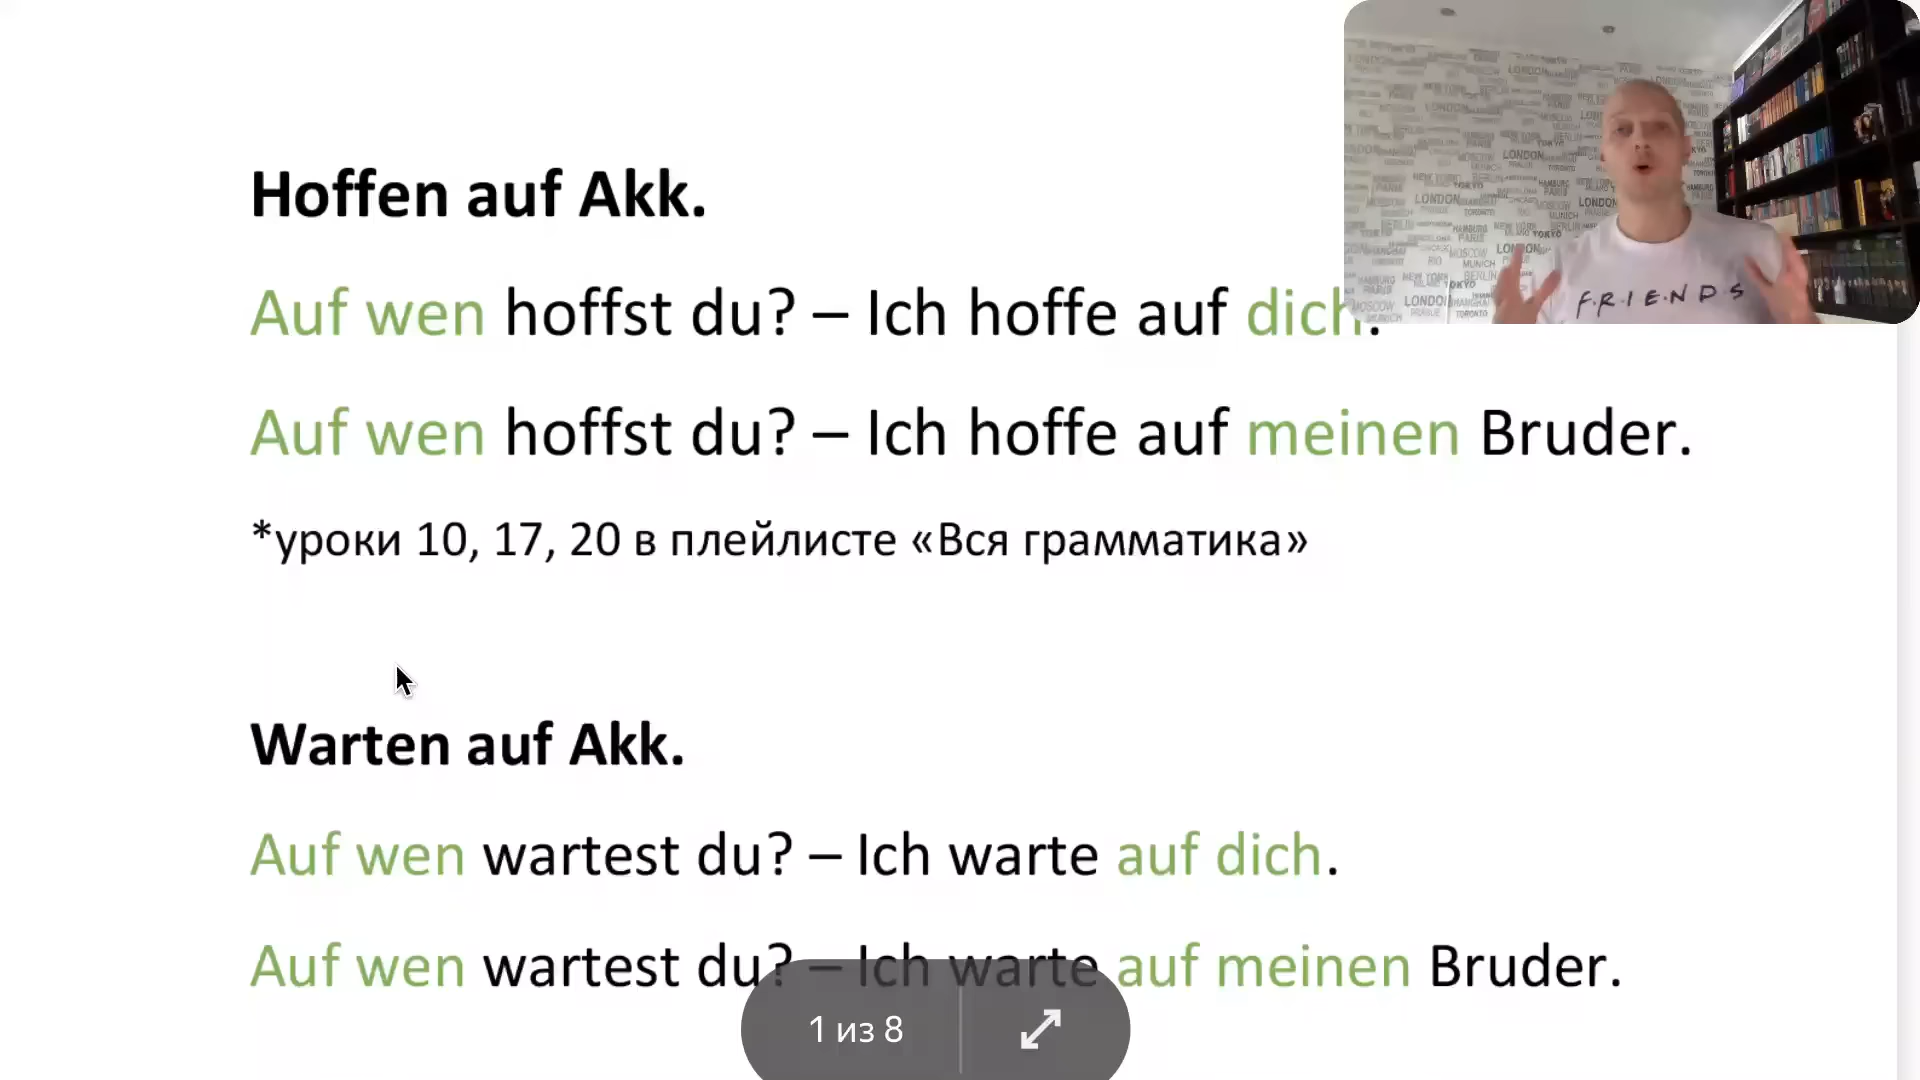 Hoffen auf Akk.
Auf wen hoffst du? – Ich hoffe auf dich.
Auf wen hoffst du? – Ich hoffe auf meinen Bruder.
*уроки 10, 17, 20 в плейлисте «Вся грамматика»
Warten auf Akk.
Auf wen wartest du? – Ich warte auf dich.
Auf wen wartest du? – Ich warte auf meinen Bruder.
1 из 8
F·R·I·E·N·D·S